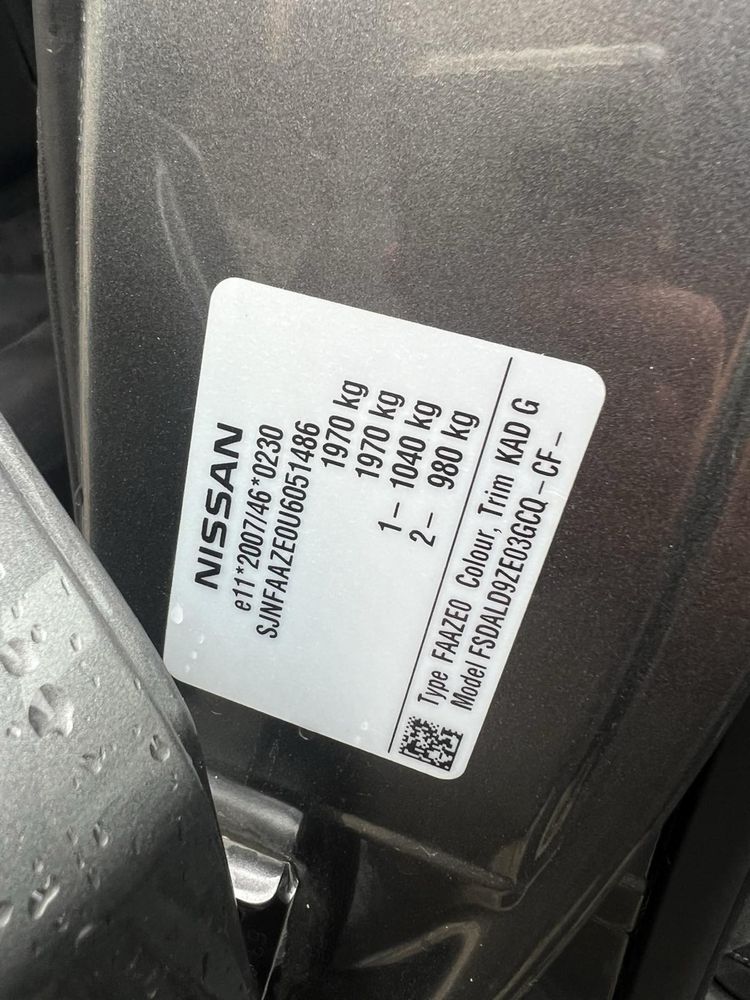 NISSAN
e11*2007/46*0230
SJNFAAZE0U6051486
1970 kg
1970 kg
1- 1040 kg
2- 980 kg
Type FAAZE0 Colour, Trim KAD G
Model FSDALD9ZE03GCQ-CF-